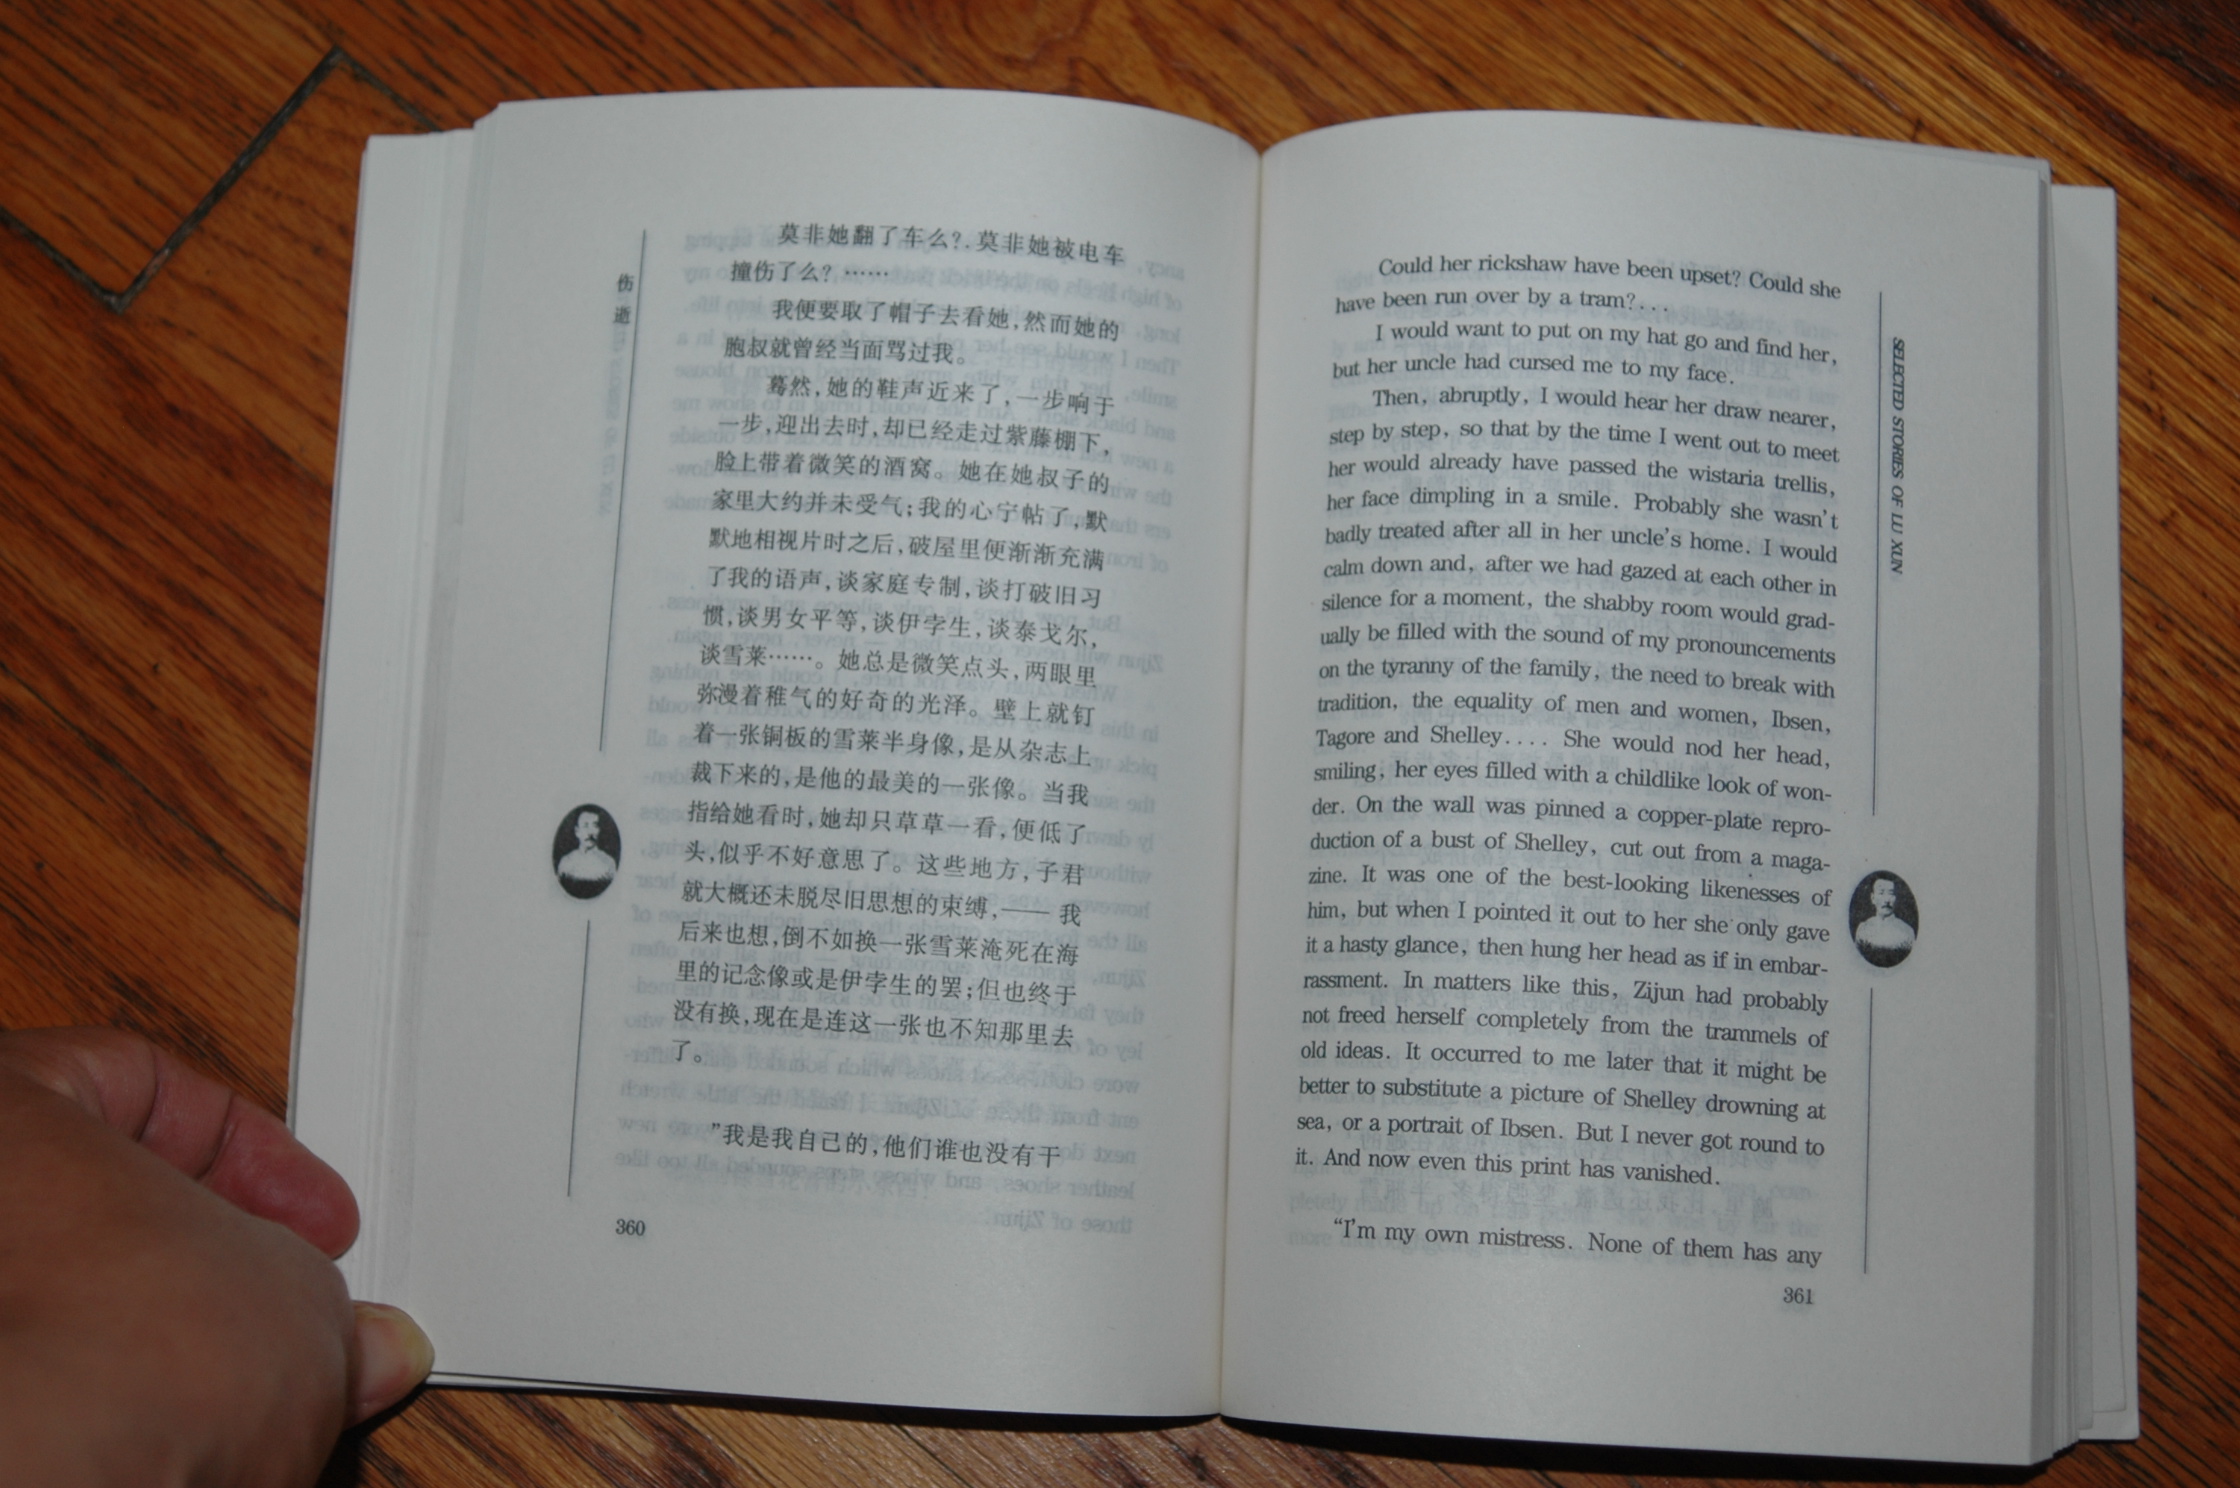 伤
逝
莫非她翻了车么?.莫非她被电车
撞伤了么? ……
我便要取了帽子去看她,然而她的
胞叔就曾经当面骂过我。
蓦然,她的鞋声近来了,一步响于
一步,迎出去时,却已经走过紫藤棚下,
脸上带着微笑的酒窝。她在她叔子的
家里大约并未受气;我的心宁帖了,默
默地相视片时之后,破屋里便渐渐充满
了我的语声,谈家庭专制,谈打破旧习
惯,谈男女平等,谈伊孛生,谈泰戈尔,
谈雪莱……。她总是微笑点头,两眼里
弥漫着稚气的好奇的光泽。壁上就钉
着一张铜板的雪莱半身像,是从杂志上
裁下来的,是他的最美的一张像。当我
指给她看时,她却只草草一看,便低了
头,似乎不好意思了。这些地方,子君
就大概还未脱尽旧思想的束缚,—— 我
后来也想,倒不如换一张雪莱淹死在海
里的记念像或是伊孛生的罢;但也终于
没有换,现在是连这一张也不知那里去
了。
"我是我自己的,他们谁也没有干
360
Could her rickshaw have been upset? Could she
have been run over by a tram?...
I would want to put on my hat go and find her,
but her uncle had cursed me to my face.
Then, abruptly, I would hear her draw nearer,
step by step, so that by the time I went out to meet
her would already have passed the wistaria trellis,
her face dimpling in a smile. Probably she wasn't
badly treated after all in her uncle's home. I would
calm down and, after we had gazed at each other in
silence for a moment, the shabby room would grad-
ually be filled with the sound of my pronouncements
on the tyranny of the family, the need to break with
tradition, the equality of men and women, Ibsen,
Tagore and Shelley.... She would nod her head,
smiling, her eyes filled with a childlike look of won-
der. On the wall was pinned a copper-plate repro-
duction of a bust of Shelley, cut out from a maga-
zine. It was one of the best-looking likenesses of
him, but when I pointed it out to her she only gave
it a hasty glance, then hung her head as if in embar-
rassment. In matters like this, Zijun had probably
not freed herself completely from the trammels of
old ideas. It occurred to me later that it might be
better to substitute a picture of Shelley drowning at
sea, or a portrait of Ibsen. But I never got round to
it. And now even this print has vanished.
"I'm my own mistress. None of them has any
361
SELECTED STORIES OF LU XUN